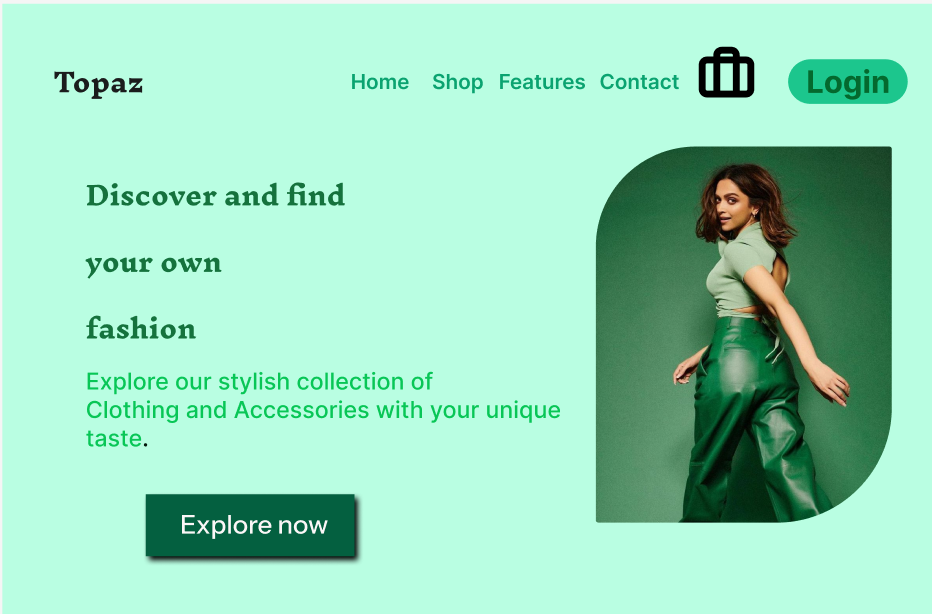 Topaz
Home Shop Features Contact
Login
Discover and find
your own
fashion
Explore our stylish collection of
Clothing and Accessories with your unique
taste.
Explore now